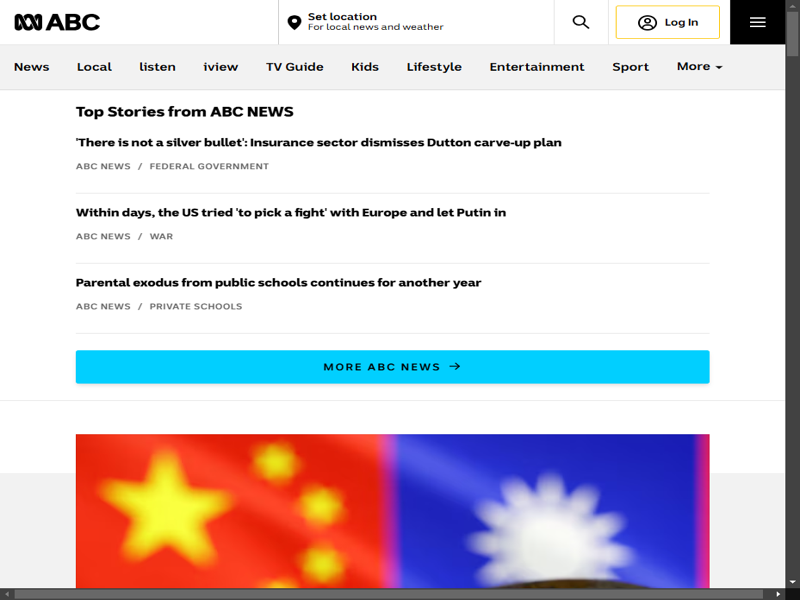 ABC
Set location
For local news and weather
Log In
News
Local
listen
iview
TV Guide
Kids
Lifestyle
Entertainment
Sport
More
Top Stories from ABC NEWS
'There is not a silver bullet': Insurance sector dismisses Dutton carve-up plan
ABC NEWS / FEDERAL GOVERNMENT
Within days, the US tried 'to pick a fight' with Europe and let Putin in
ABC NEWS / WAR
Parental exodus from public schools continues for another year
ABC NEWS / PRIVATE SCHOOLS
MORE ABC NEWS →